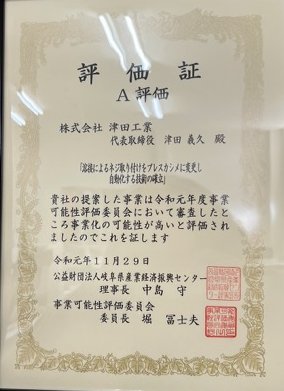 評価証
A評価
株式会社 津田工業
代表取締役 津田 義久 殿
「溶接によるネジ取り付けをプレスカシメに変更し
自動化する技術の確立」
貴社の提案した事業は令和元年度事業
可能性評価委員会において審査したと
ころ事業化の可能性が高いと評価され
ましたのでこれを証します
令和元年11月29日
公益財団法人岐阜県産業経済振興センター
理事長 中島 守
事業可能性評価委員会
委員長 堀 冨士夫